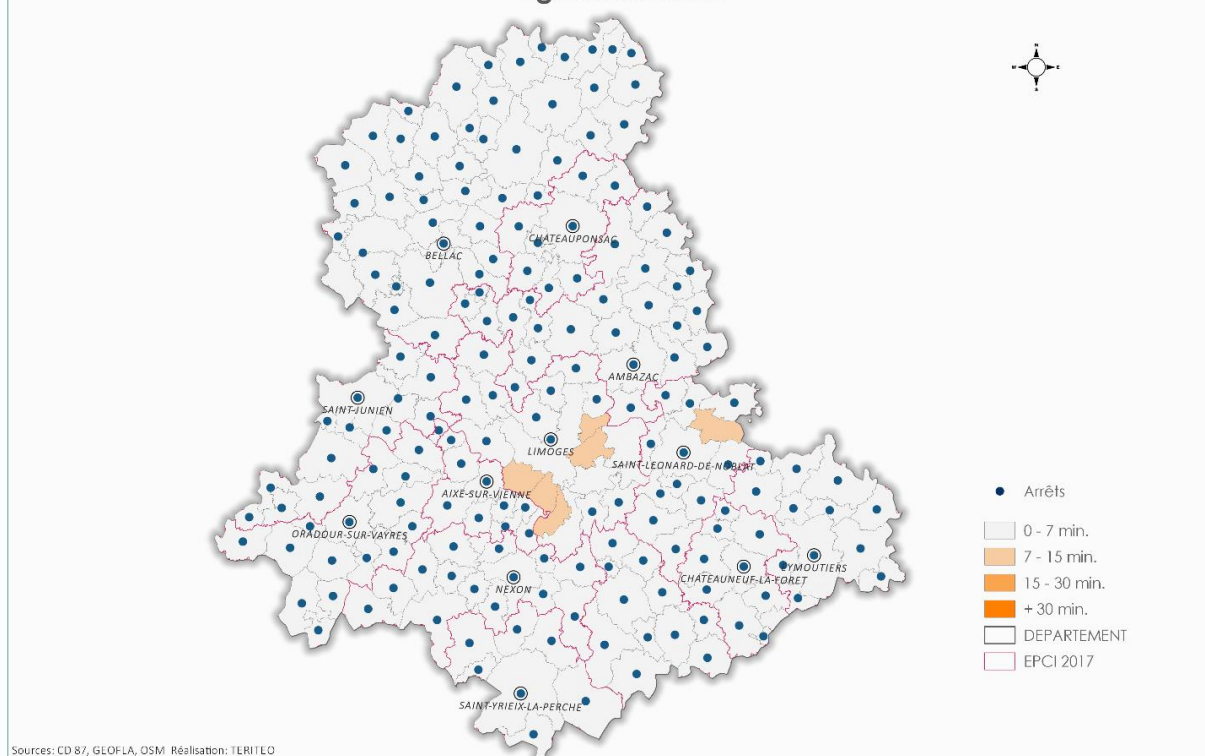 CHATEAUPONSAC
BELLAC
AMBAZAC
SAINT-JUNIEN
LIMOGES
SAINT-LEONARD-DE-NOBLAT
AIXE-SUR-VIENNE
ORADOUR-SUR-VAYRES
EYMOUTIERS
CHATEAUNEUF-LA-FORET
NEXON
SAINT-YRIEIX-LA-PERCHE
N
E
S
Arrêts
0 - 7 min.
7 - 15 min.
15 - 30 min.
+ 30 min.
DEPARTEMENT
EPCI 2017
Sources: CD 87, GEOFLA, OSM Réalisation: TERITEO